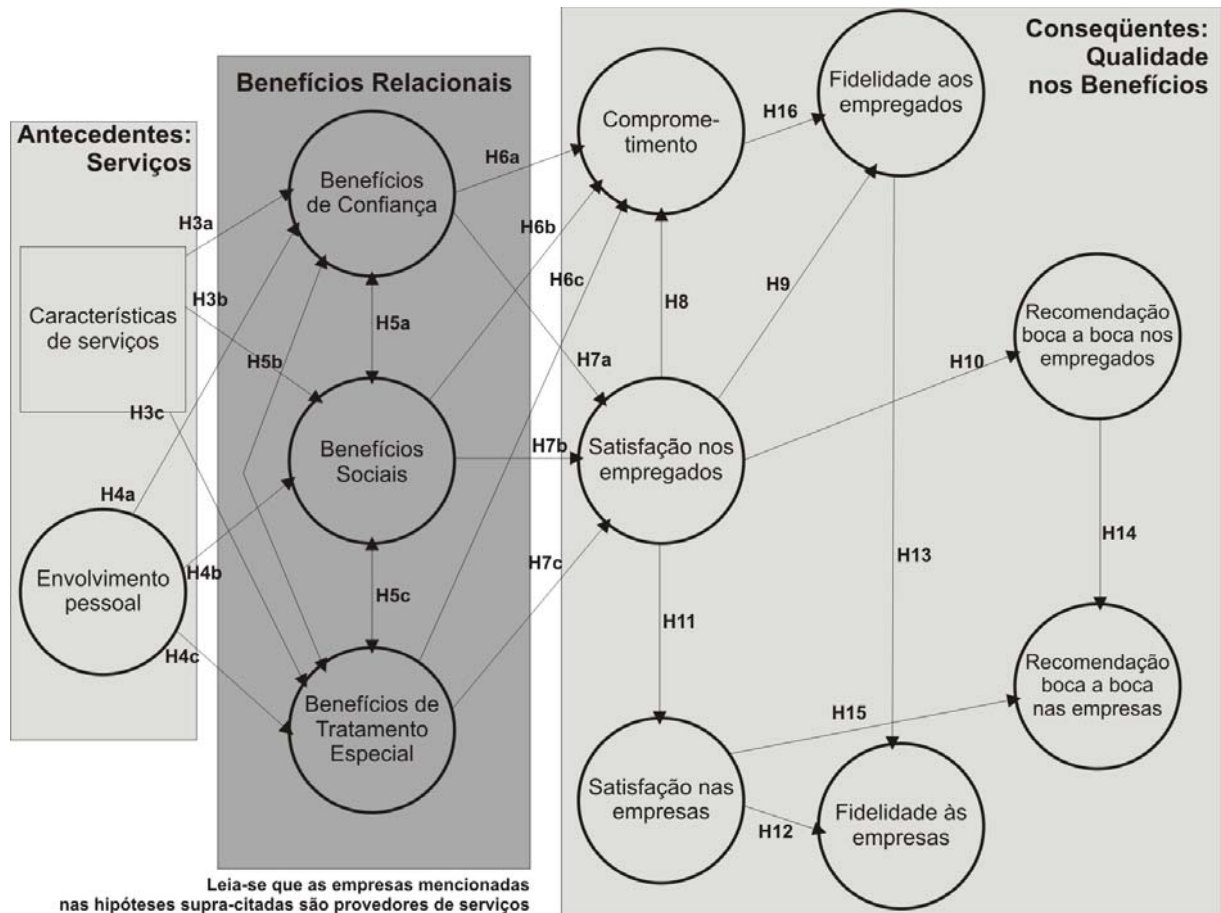 Antecedentes:
Serviços
Características
de serviços
Envolvimento
pessoal
H3a
H3b
H3c
H4a
H4b
H4c
Benefícios Relacionais
Benefícios
de Confiança
H5a
H5b
Benefícios
Sociais
H5c
Benefícios de
Tratamento
Especial
H6a
H6b
H6c
H7a
H7b
H7c
Conseqüentes:
Qualidade
nos Benefícios
Comprome-
timento
H16
Fidelidade aos
empregados
H8
H9
Satisfação nos
empregados
H10
Recomendação
boca a boca nos
empregados
H11
H13
H14
Satisfação nas
empresas
H12
H15
Fidelidade às
empresas
Recomendação
boca a boca
nas empresas
Leia-se que as empresas mencionadas
nas hipóteses supra-citadas são provedores de serviços